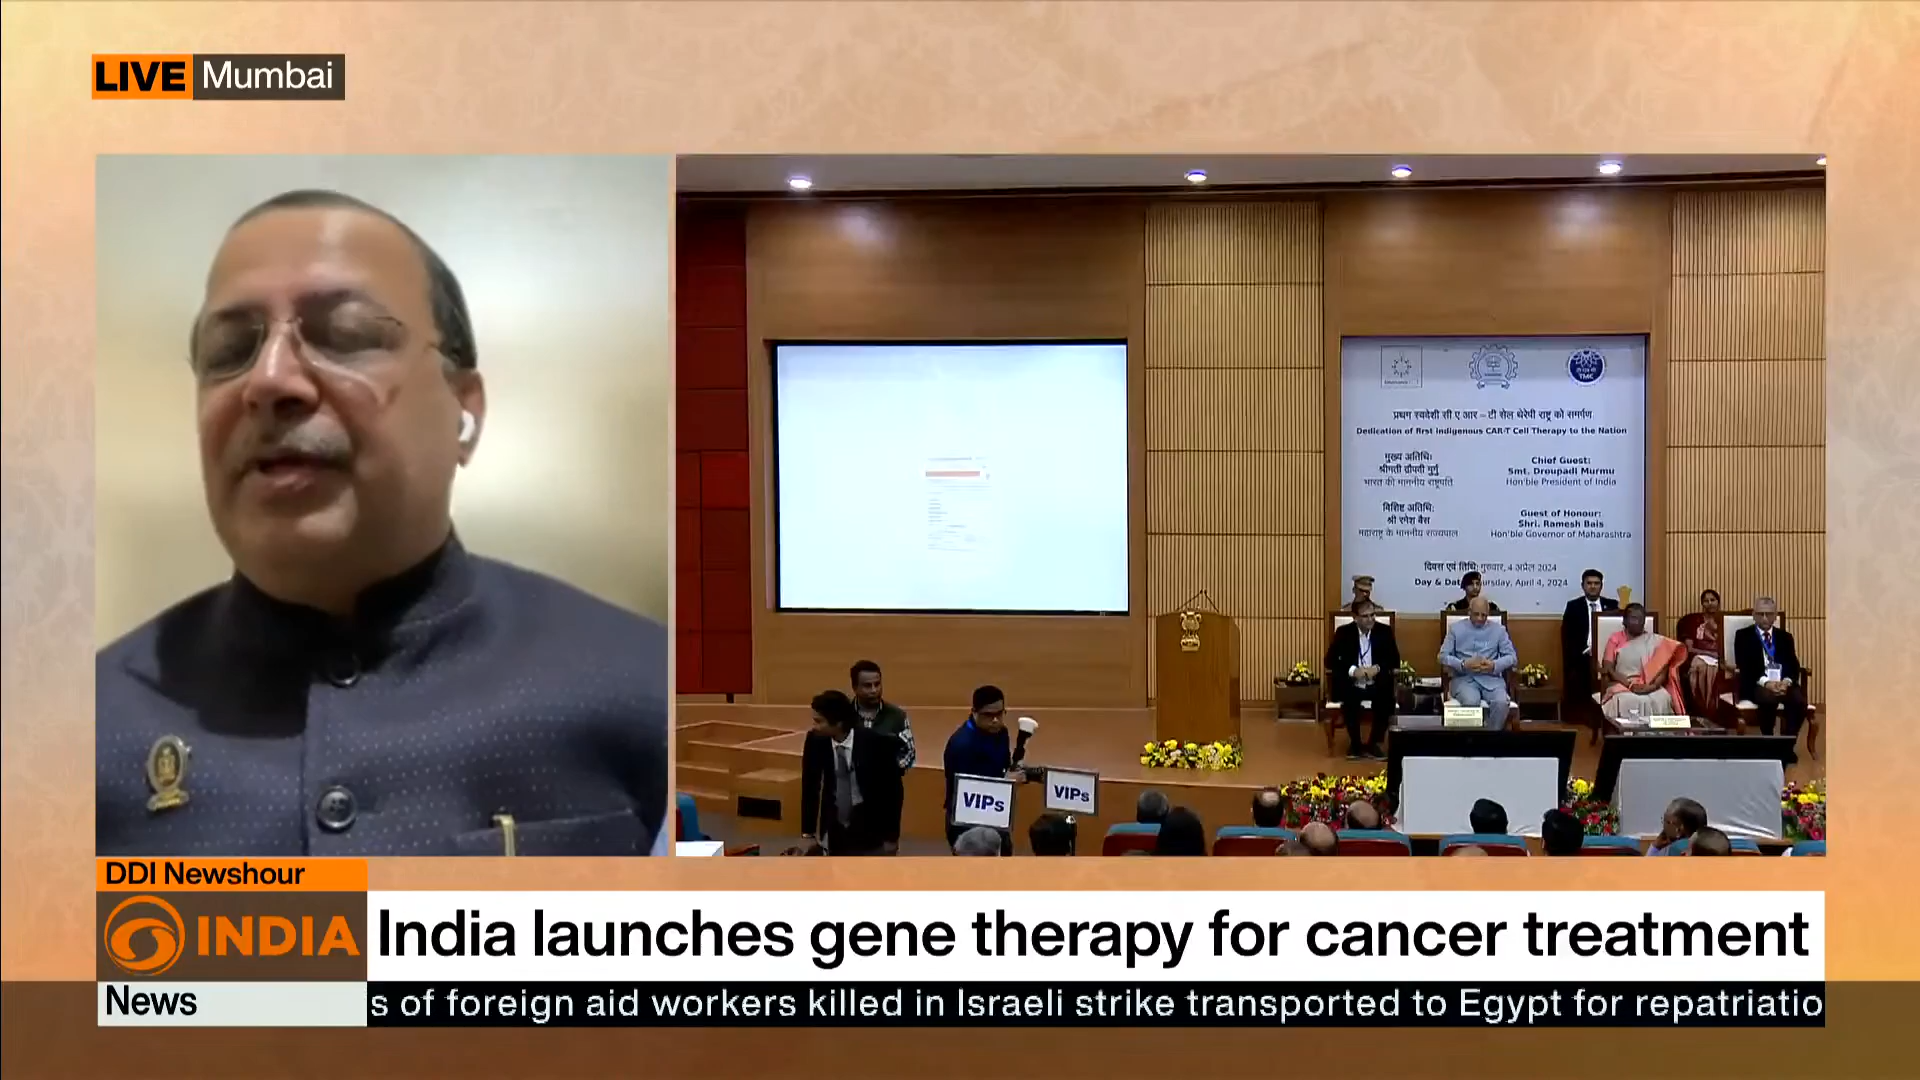 LIVE Mumbai
TMC
प्रथम स्वदेशी सी ए आर – टी सेल थेरेपी राष्ट्र को समर्पण
Dedication of First Indigenous CAR-T Cell Therapy to the Nation
मुख्य अतिथि:
श्रीमती द्रौपदी मुर्मु
भारत की माननीय राष्ट्रपति
Chief Guest:
Smt. Droupadi Murmu
Hon'ble President of India
विशिष्ट अतिथि:
श्री रमेश बैस
महाराष्ट्र के माननीय राज्यपाल
Guest of Honour:
Shri. Ramesh Bais
Hon'ble Governor of Maharashtra
दिवस एवं तिथि: गुरुवार, 4 अप्रैल 2024
Day & Dat ursday, April 4, 2024
VIPs
VIPs
DDI Newshour
INDIA
India launches gene therapy for cancer treatment
News
s of foreign aid workers killed in Israeli strike transported to Egypt for repatriatio